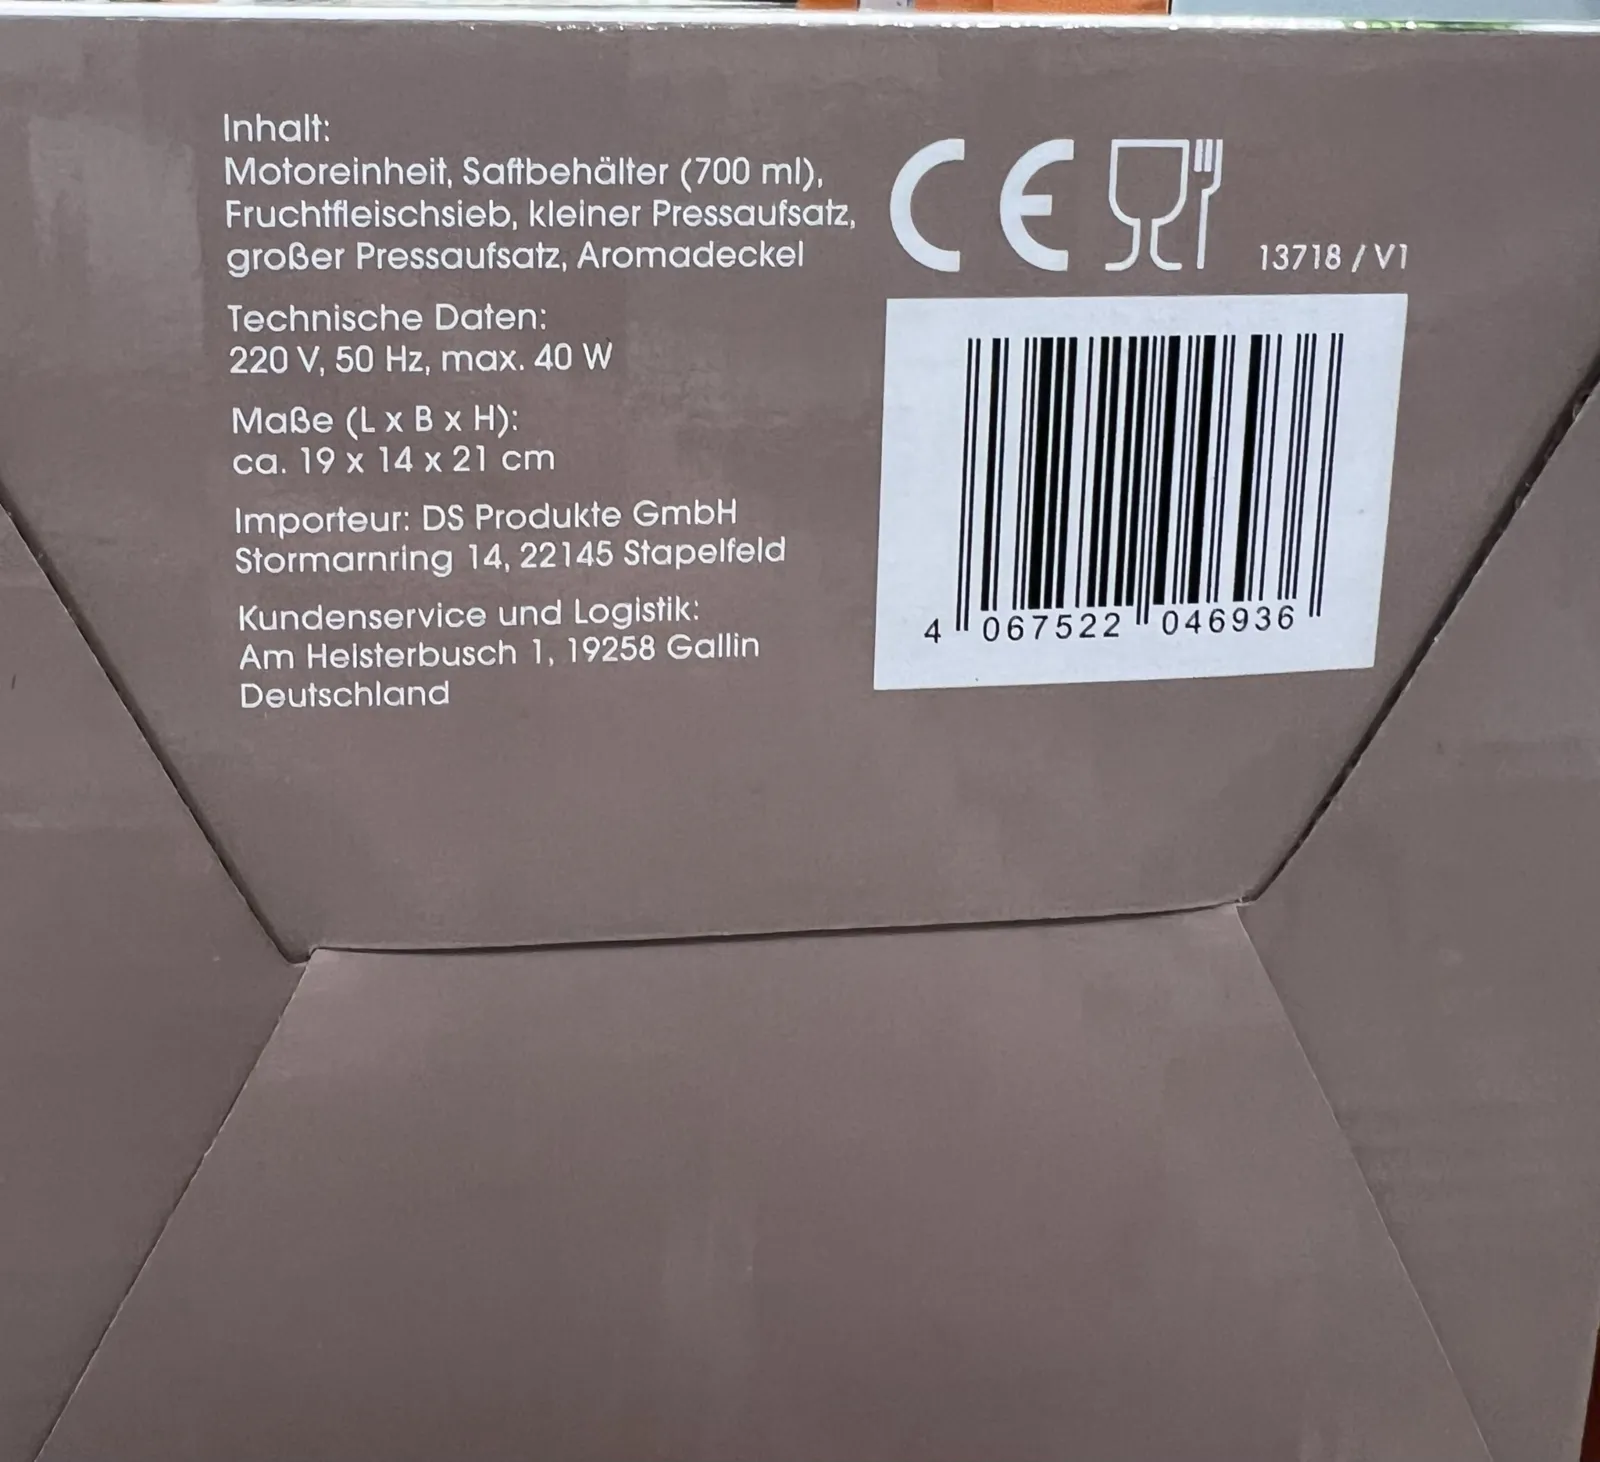 Inhalt:
Motoreinheit, Saftbehälter (700 ml),
Fruchtfleischsieb, kleiner Pressaufsatz,
großer Pressaufsatz, Aromadeckel
Technische Daten:
220 V, 50 Hz, max. 40 W
Maße (L x B x H):
ca. 19 x 14 x 21 cm
Importeur: DS Produkte GmbH
Stormarnring 14, 22145 Stapelfeld
Kundenservice und Logistik:
Am Heisterbusch 1, 19258 Gallin
Deutschland
CE
13718 / V1
4 067522 046936